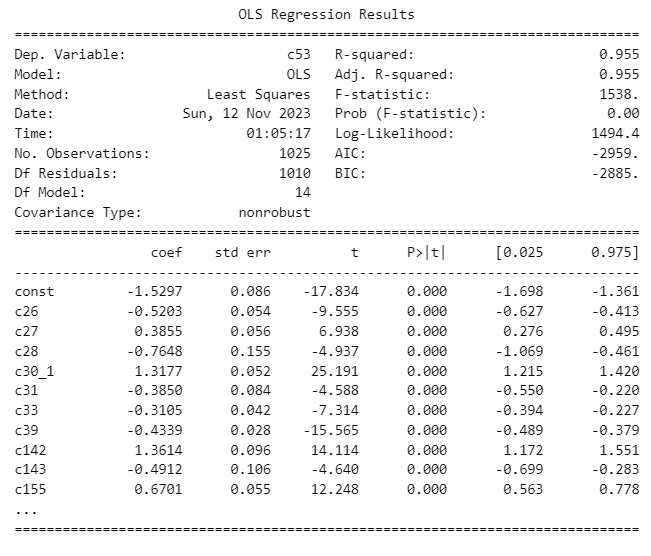 OLS Regression Results
==============================================================================
Dep. Variable: c53 R-squared: 0.955
Model: OLS Adj. R-squared: 0.955
Method: Least Squares F-statistic: 1538.
Date: Sun, 12 Nov 2023 Prob (F-statistic): 0.00
Time: 01:05:17 Log-Likelihood: 1494.4
No. Observations: 1025 AIC: -2959.
Df Residuals: 1010 BIC: -2885.
Df Model: 14
Covariance Type: nonrobust
==============================================================================
coef std err t P>|t| [0.025 0.975]
------------------------------------------------------------------------------
const -1.5297 0.086 -17.834 0.000 -1.698 -1.361
c26 -0.5203 0.054 -9.555 0.000 -0.627 -0.413
c27 0.3855 0.056 6.938 0.000 0.276 0.495
c28 -0.7648 0.155 -4.937 0.000 -1.069 -0.461
c30_1 1.3177 0.052 25.191 0.000 1.215 1.420
c31 -0.3850 0.084 -4.588 0.000 -0.550 -0.220
c33 -0.3105 0.042 -7.314 0.000 -0.394 -0.227
c39 -0.4339 0.028 -15.565 0.000 -0.489 -0.379
c142 1.3614 0.096 14.114 0.000 1.172 1.551
c143 -0.4912 0.106 -4.640 0.000 -0.699 -0.283
c155 0.6701 0.055 12.248 0.000 0.563 0.778
...
==============================================================================